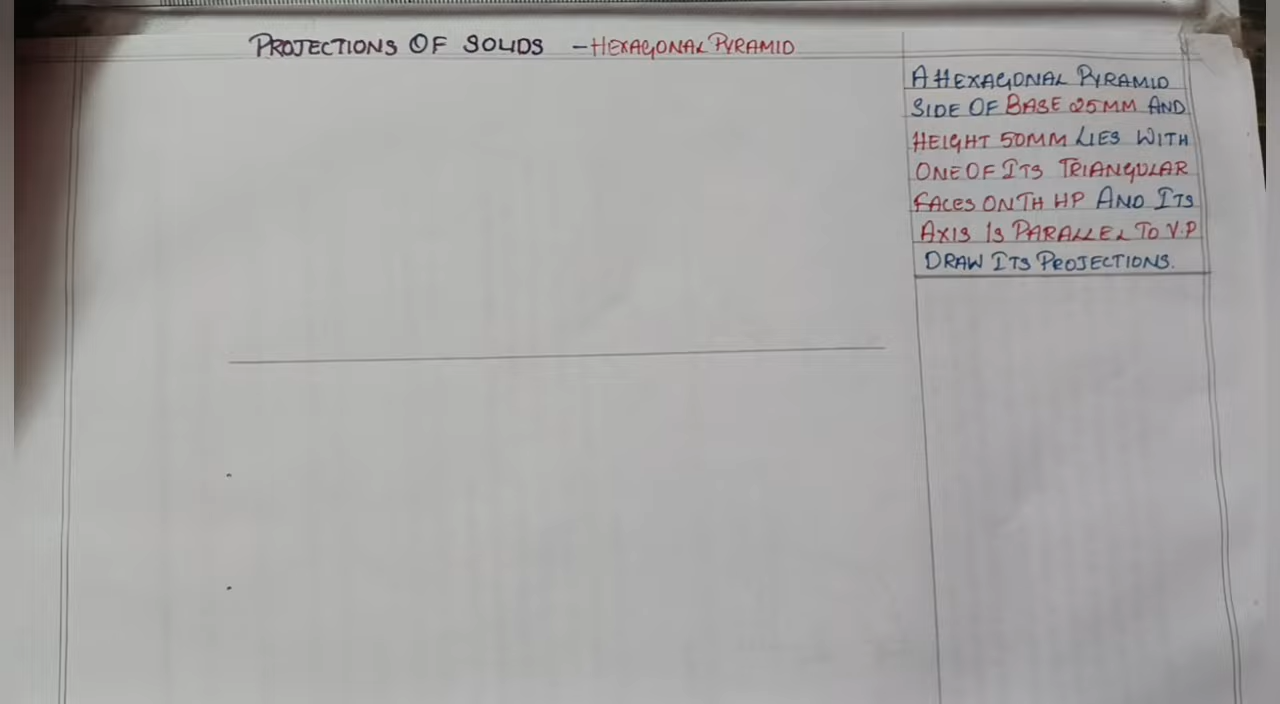 PROJECTIONS OF SOLIDS - HEXAGONAL PYRAMID
A HEXAGONAL PYRAMID
SIDE OF BASE 25MM AND
HEIGHT 50MM LIES WITH
ONE OF ITS TRIANGULAR
FACES ON TH HP AND ITS
AXIS IS PARALLEL TO V.P
DRAW ITS PROJECTIONS.